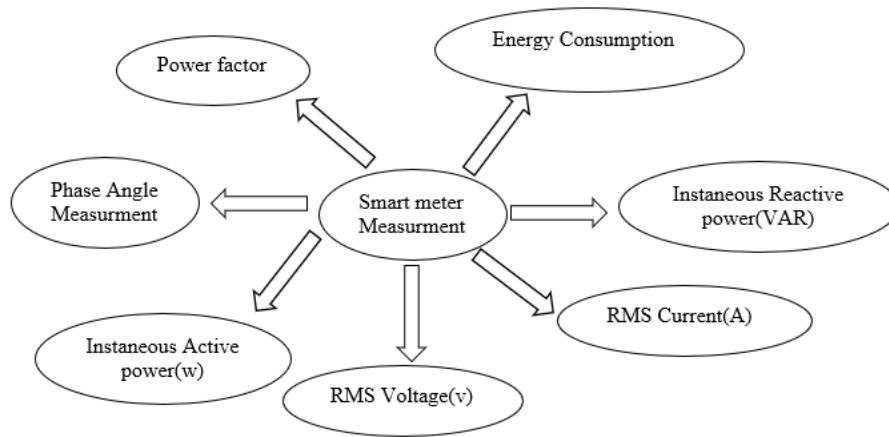 Energy Consumption
Power factor
Phase Angle
Measurment
Smart meter
Measurment
Instaneous Reactive
power(VAR)
RMS Current(A)
Instaneous Active
power(w)
RMS Voltage(v)